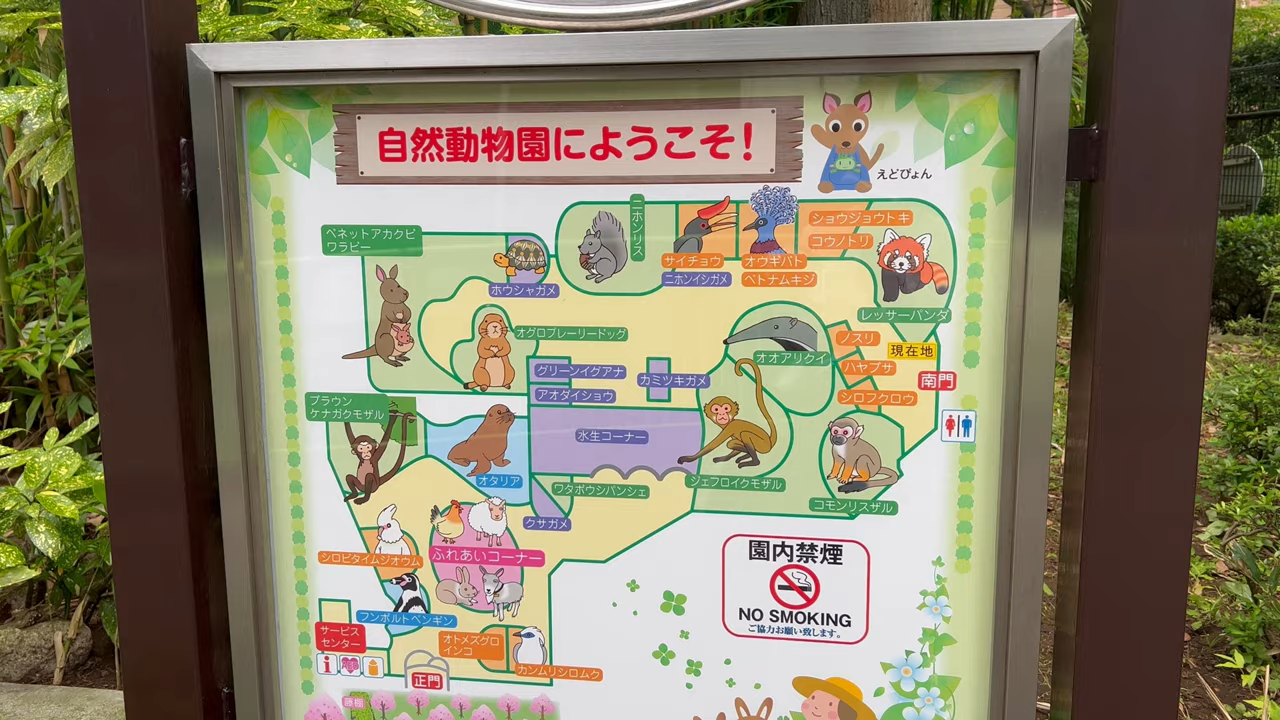 自然動物園にようこそ!
えどぴょん
ベネットアカクビ
ワラビー
ホウシャガメ
ニホンリス
サイチョウ
ニホンイシガメ
オウギバト
ベトナムキジ
ショウジョウトキ
コウノトリ
レッサーパンダ
オグロプレーリードッグ
オオアリクイ
ノスリ
現在地
ハヤブサ
南門
シロフクロウ
グリーンイグアナ
アオダイショウ
カミツキガメ
ブラウン
ケナガクモザル
水生コーナー
オタリア
ワタボウシパンシェ
ジェフロイクモザル
コモンリスザル
クサガメ
シロビタイムジオウム
ふれあいコーナー
園内禁煙
NO SMOKING
ご協力お願い致します。
フンボルトペンギン
サービス
センター
オトメズグロ
インコ
カンムリシロムク
正門
藤棚